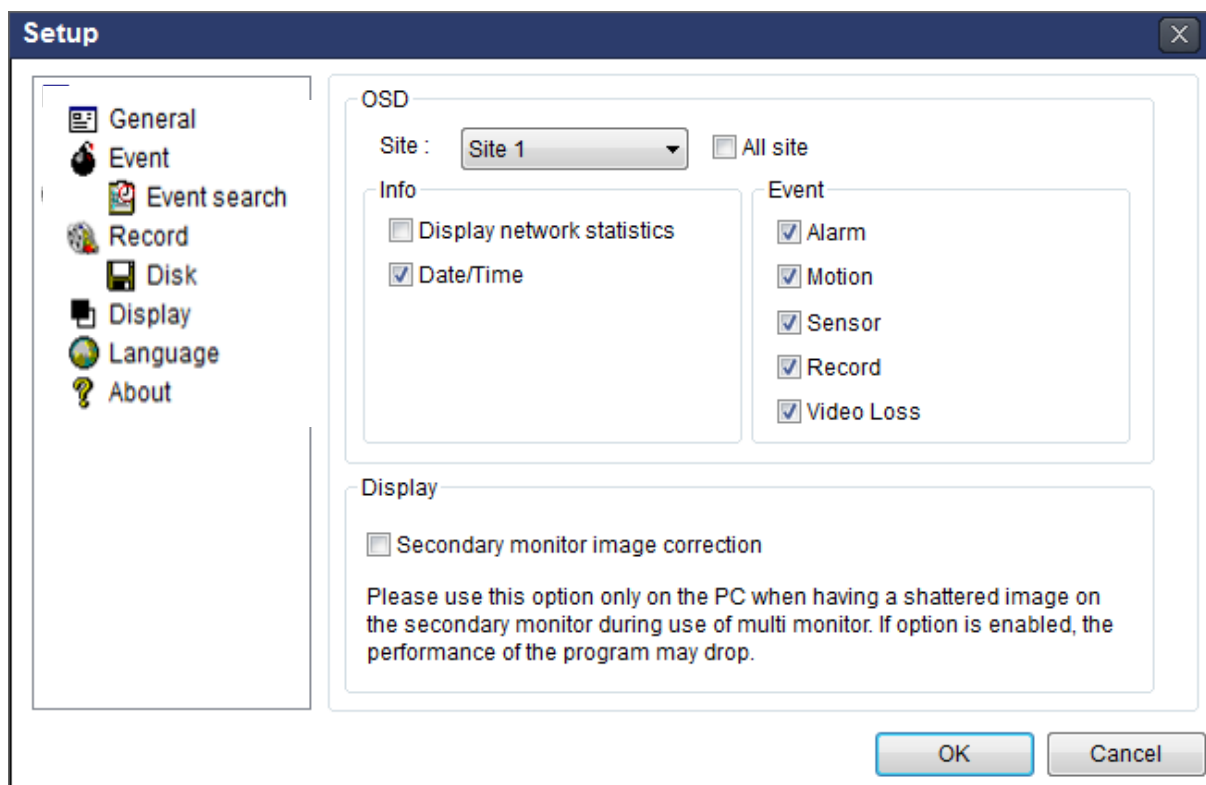 Setup
General
Event
Event search
Record
Disk
Display
Language
About
OSD
Site :
Site 1
All site
Info
Display network statistics
Date/Time
Event
Alarm
Motion
Sensor
Record
Video Loss
Display
Secondary monitor image correction
Please use this option only on the PC when having a shattered image on
the secondary monitor during use of multi monitor. If option is enabled, the
performance of the program may drop.
OK
Cancel